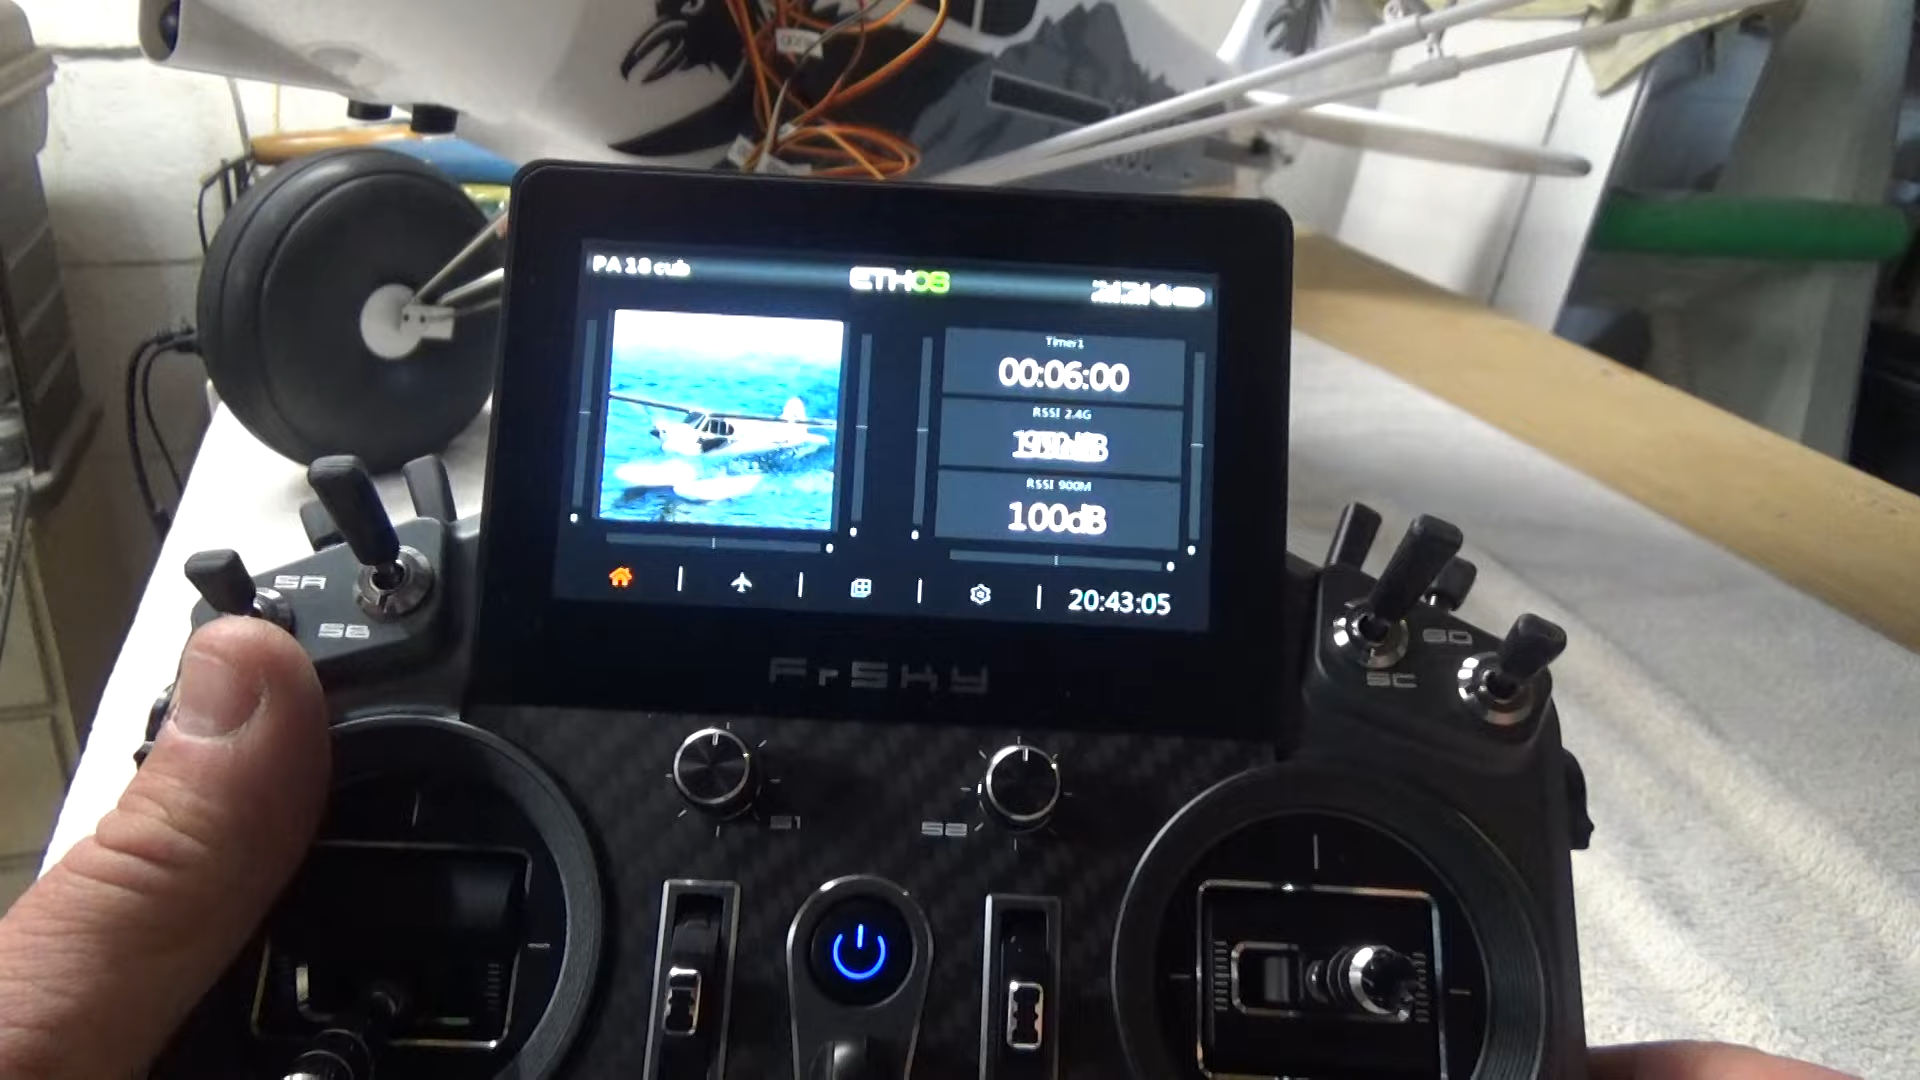 PA 18 cub
ETHOS
Timer1
00:06:00
RSSI 2.4G
RSSI 900M
100dB
20:43:05
FrSky
SA
SB
SD
SC
S1
S2